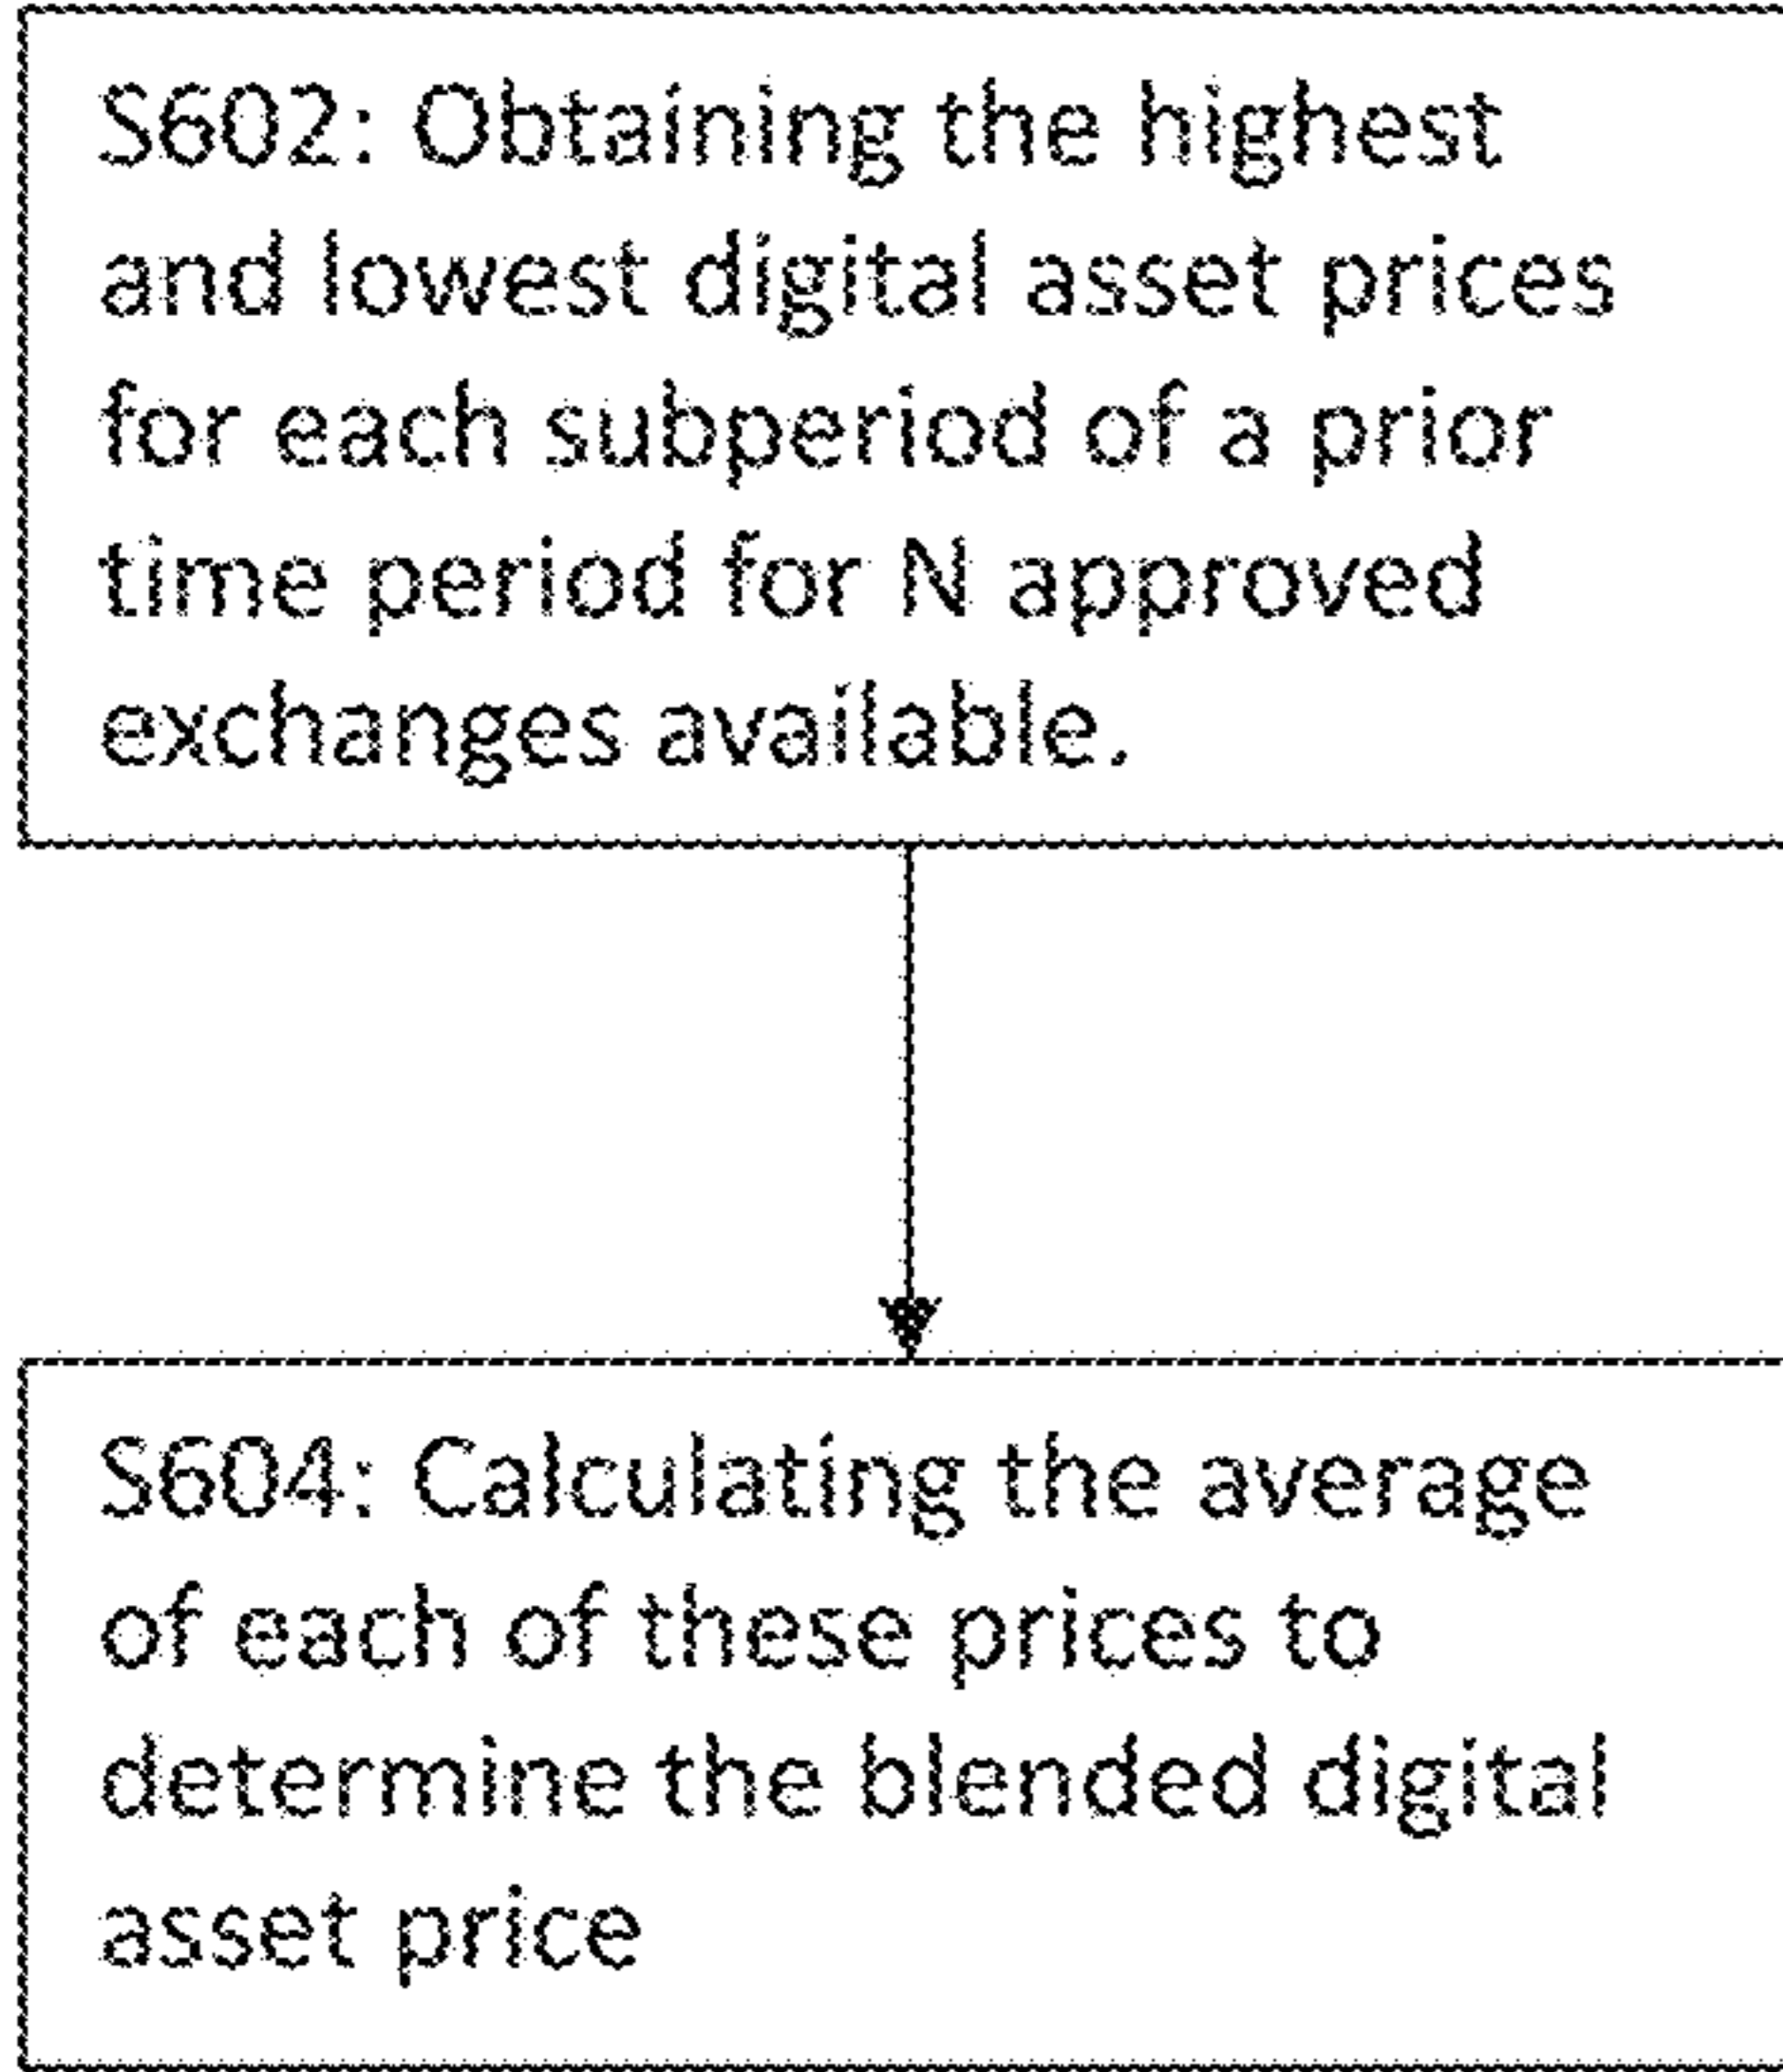 S602: Obtaining the highest
and lowest digital asset prices
for each subperiod of a prior
time period for N approved
exchanges available.
S604: Calculating the average
of each of these prices to
determine the blended digital
asset price